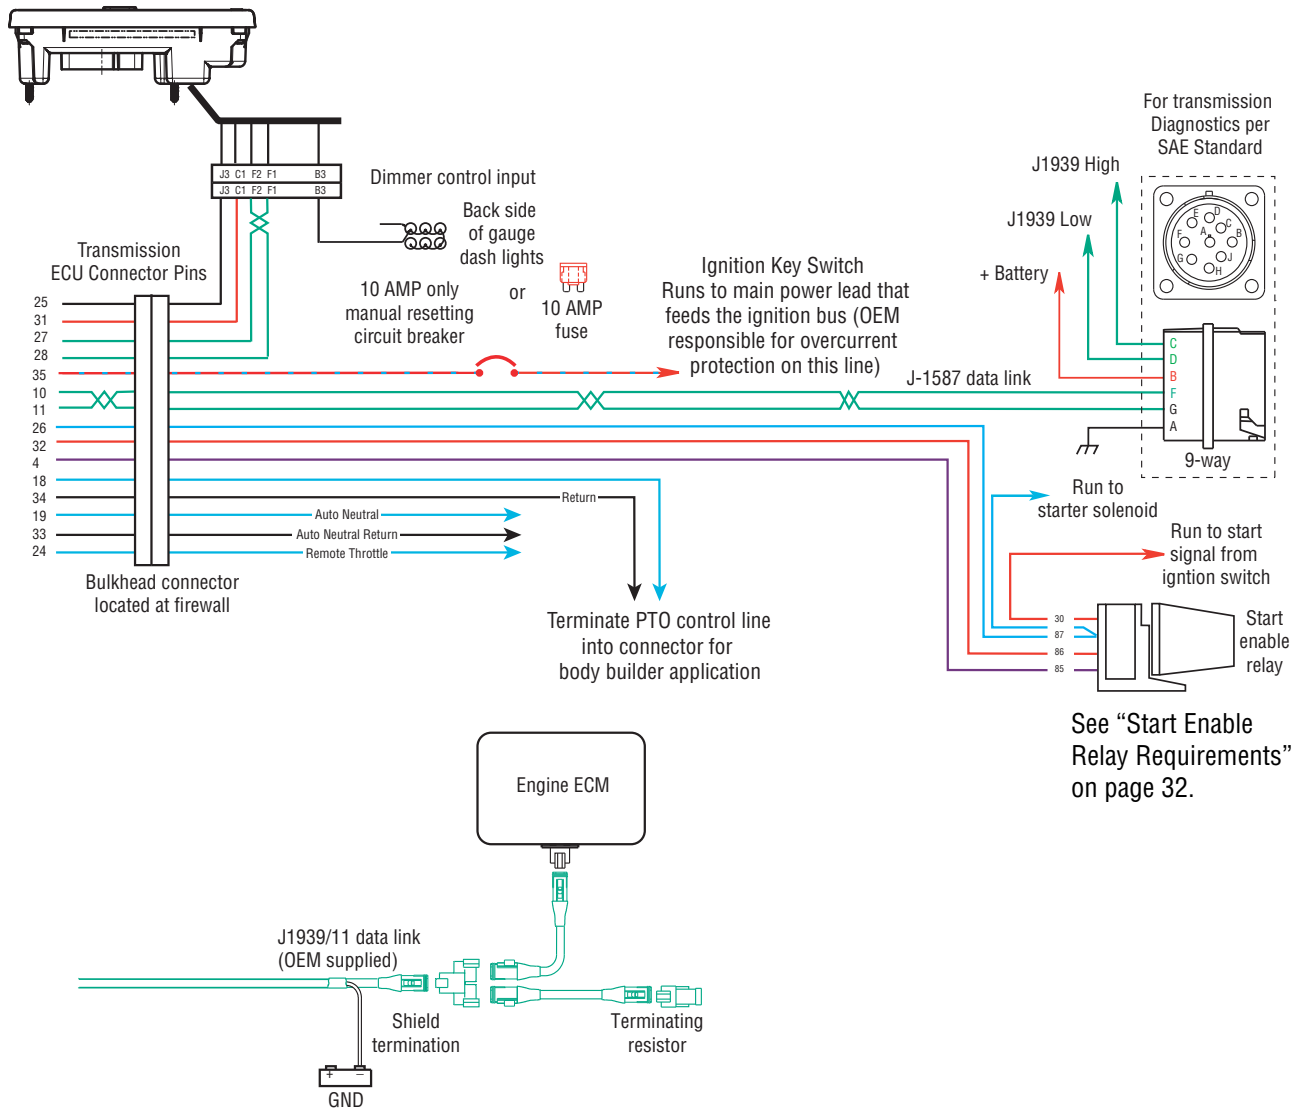 J3 C1 F2 F1 B3
J3 C1 F2 F1 B3
Dimmer control input
Back side
of gauge
dash lights
10 AMP only
manual resetting
circuit breaker
or
10 AMP
fuse
Ignition Key Switch
Runs to main power lead that
feeds the ignition bus (OEM
responsible for overcurrent
protection on this line)
Transmission
ECU Connector Pins
25
31
27
28
35
10
11
26
32
4
18
34
19
33
24
Return
Auto Neutral
Auto Neutral Return
Remote Throttle
Bulkhead connector
located at firewall
Terminate PTO control line
into connector for
body builder application
J-1587 data link
For transmission
Diagnostics per
SAE Standard
J1939 High
J1939 Low
+ Battery
E D
C
F A B
G J
H
C
D
B
F
G
A
9-way
Run to
starter solenoid
Run to start
signal from
igntion switch
30
87
86
85
Start
enable
relay
See “Start Enable
Relay Requirements”
on page 32.
Engine ECM
J1939/11 data link
(OEM supplied)
Shield
termination
Terminating
resistor
+ −
GND